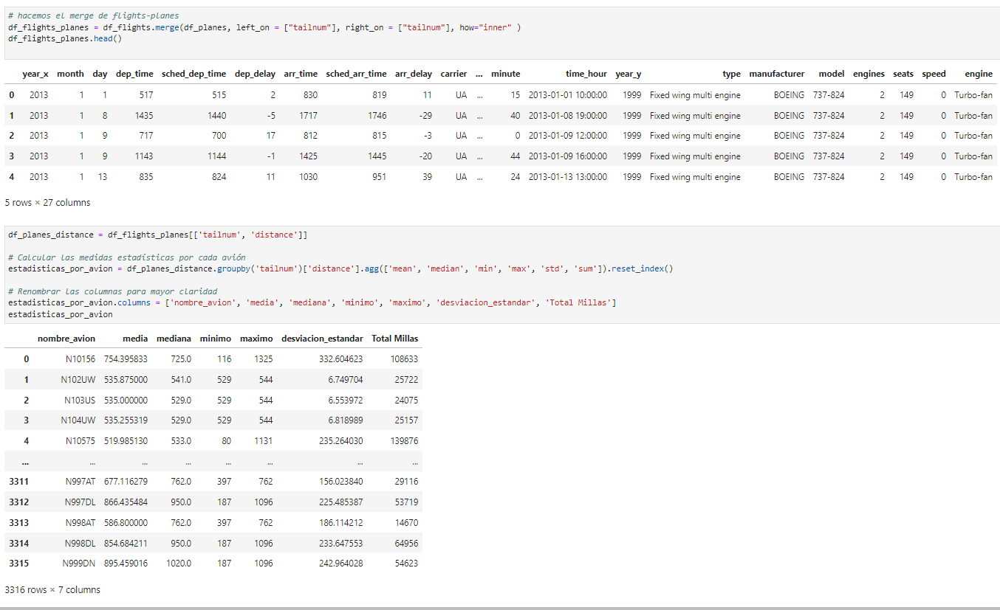 # hacemos el merge de flights-planes
df_flights_planes = df_flights.merge(df_planes, left_on = ["tailnum"], right_on = ["tailnum"], how="inner" )
df_flights_planes.head()
year_x month day dep_time sched_dep_time dep_delay arr_time sched_arr_time arr_delay carrier ... minute time_hour year_y type manufacturer model engines seats speed engine
0 2013 1 1 517 515 2 830 819 11 UA ... 15 2013-01-01 10:00:00 1999 Fixed wing multi engine BOEING 737-824 2 149 0 Turbo-fan
1 2013 1 8 1435 1440 -5 1717 1746 -29 UA ... 40 2013-01-08 19:00:00 1999 Fixed wing multi engine BOEING 737-824 2 149 0 Turbo-fan
2 2013 1 9 717 700 17 812 815 -3 UA ... 0 2013-01-09 12:00:00 1999 Fixed wing multi engine BOEING 737-824 2 149 0 Turbo-fan
3 2013 1 9 1143 1144 -1 1425 1445 -20 UA ... 44 2013-01-09 16:00:00 1999 Fixed wing multi engine BOEING 737-824 2 149 0 Turbo-fan
4 2013 1 13 835 824 11 1030 951 39 UA ... 24 2013-01-13 13:00:00 1999 Fixed wing multi engine BOEING 737-824 2 149 0 Turbo-fan
5 rows × 27 columns
df_planes_distance = df_flights_planes[['tailnum', 'distance']]
# Calcular las medidas estadísticas por cada avión
estadisticas_por_avion = df_planes_distance.groupby('tailnum')['distance'].agg(['mean', 'median', 'min', 'max', 'std', 'sum']).reset_index()
# Renombrar las columnas para mayor claridad
estadisticas_por_avion.columns = ['nombre_avion', 'media', 'mediana', 'minimo', 'maximo', 'desviacion_estandar', 'Total Millas']
estadisticas_por_avion
nombre_avion media mediana minimo maximo desviacion_estandar Total Millas
0 N10156 754.395833 725.0 116 1325 332.604623 108633
1 N102UW 535.875000 541.0 529 544 6.749704 25722
2 N103US 535.000000 529.0 529 544 6.553972 24075
3 N104UW 535.255319 529.0 529 544 6.818989 25157
4 N10575 519.985130 533.0 80 1131 235.264030 139876
... ... ... ... ... ... ... ...
3311 N997AT 677.116279 762.0 397 762 156.023840 29116
3312 N997DL 866.435484 950.0 187 1096 225.485387 53719
3313 N998AT 586.800000 762.0 397 762 186.114212 14670
3314 N998DL 854.684211 950.0 187 1096 233.647553 64956
3315 N999DN 895.459016 1020.0 187 1096 242.964028 54623
3316 rows × 7 columns